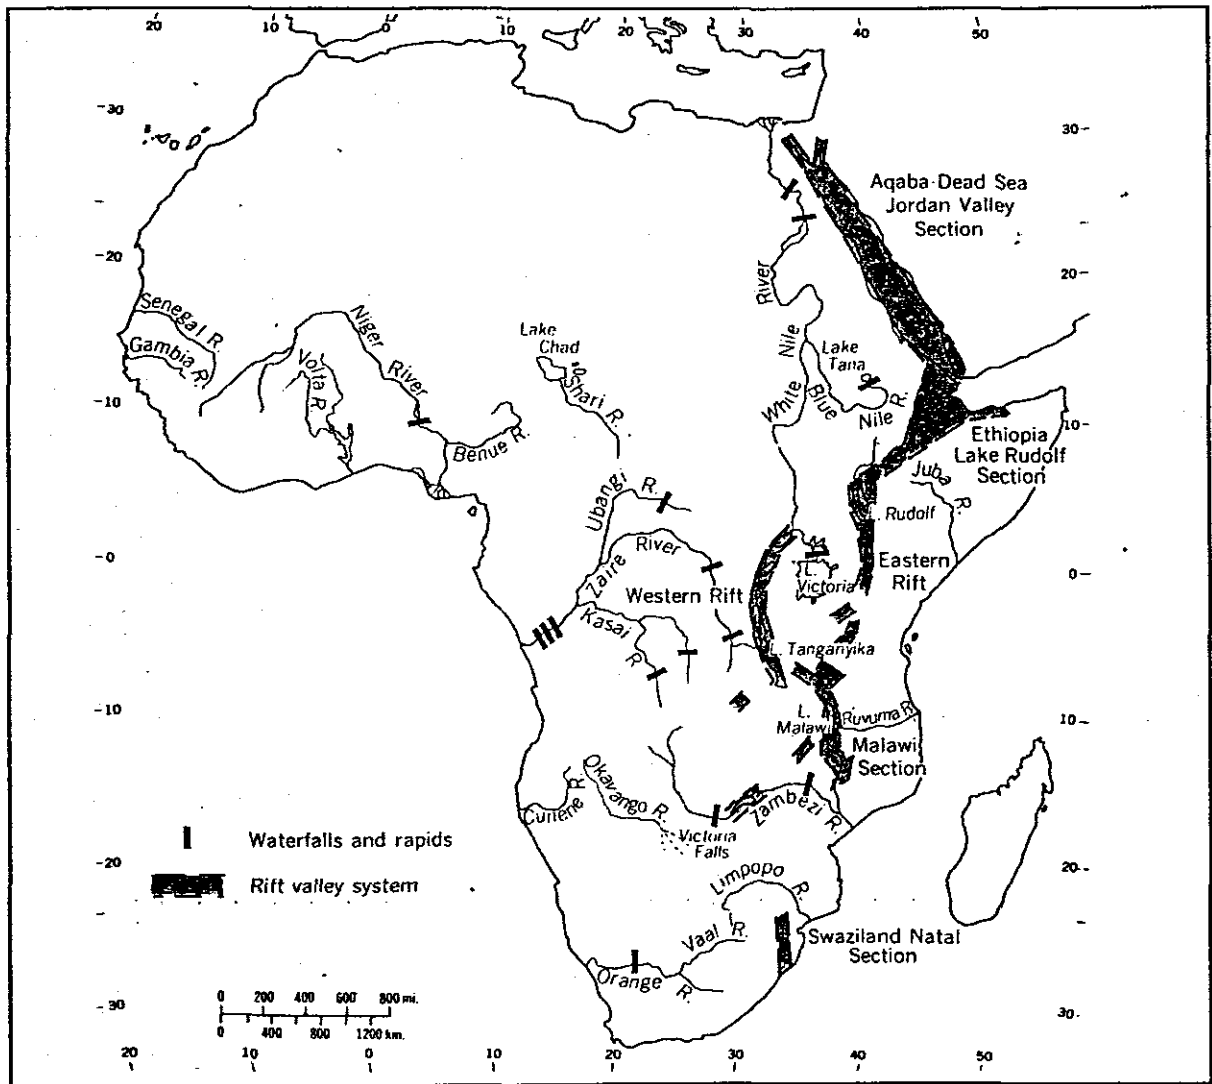 20 10 0 10 20 30 40 50
-30
30-
Aqaba-Dead Sea
Jordan Valley
Section
-20
20-
River
Nile
Senegal R.
Gambia R.
Niger
River
Volta R.
Lake
Chad
Shari R.
Lake
Tana
White
Blue
Nile R.
-10
10-
Benue R.
Ethiopia
Lake Rudolf
Section
Juba
R.
Ubangi
R.
L. Rudolf
-0
0-
River
Zaire
Eastern
Rift
L.
Victoria
Western Rift
Kasai
R.
L. Tanganyika
-10
10-
L.
Malawi
Ruvuma R.
Malawi
Section
Okavango R.
Cunene R.
Zambezi R.
Victoria
Falls
Waterfalls and rapids
-20
20-
Rift valley system
Limpopo
R.
Vaal R.
Swaziland Natal
Section
Orange
R.
-30
30-
0 200 400 600 800 mi.
0 400 800 1200 km.
20 10 0 10 20 30 40 50